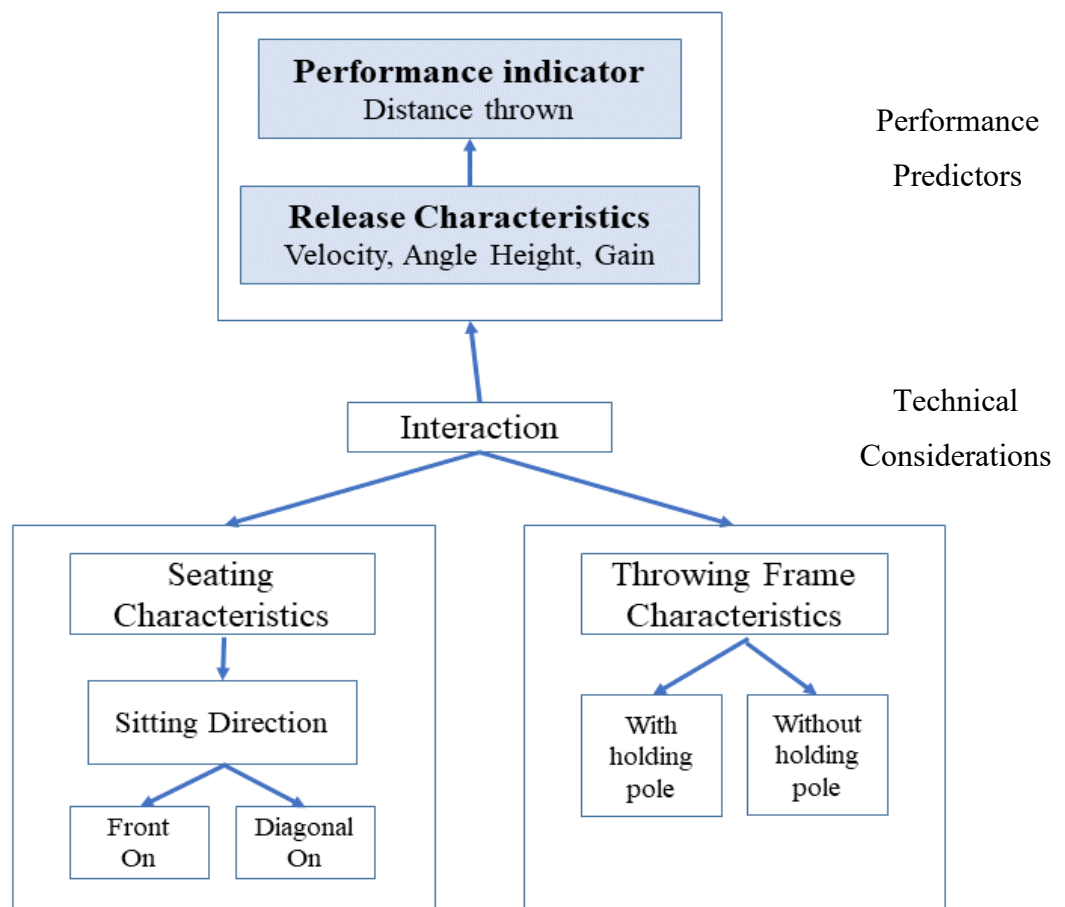 Performance indicator
Distance thrown
Performance
Predictors
Release Characteristics
Velocity, Angle Height, Gain
Interaction
Technical
Considerations
Seating
Characteristics
Sitting Direction
Front
On
Diagonal
On
Throwing Frame
Characteristics
With
holding
pole
Without
holding
pole